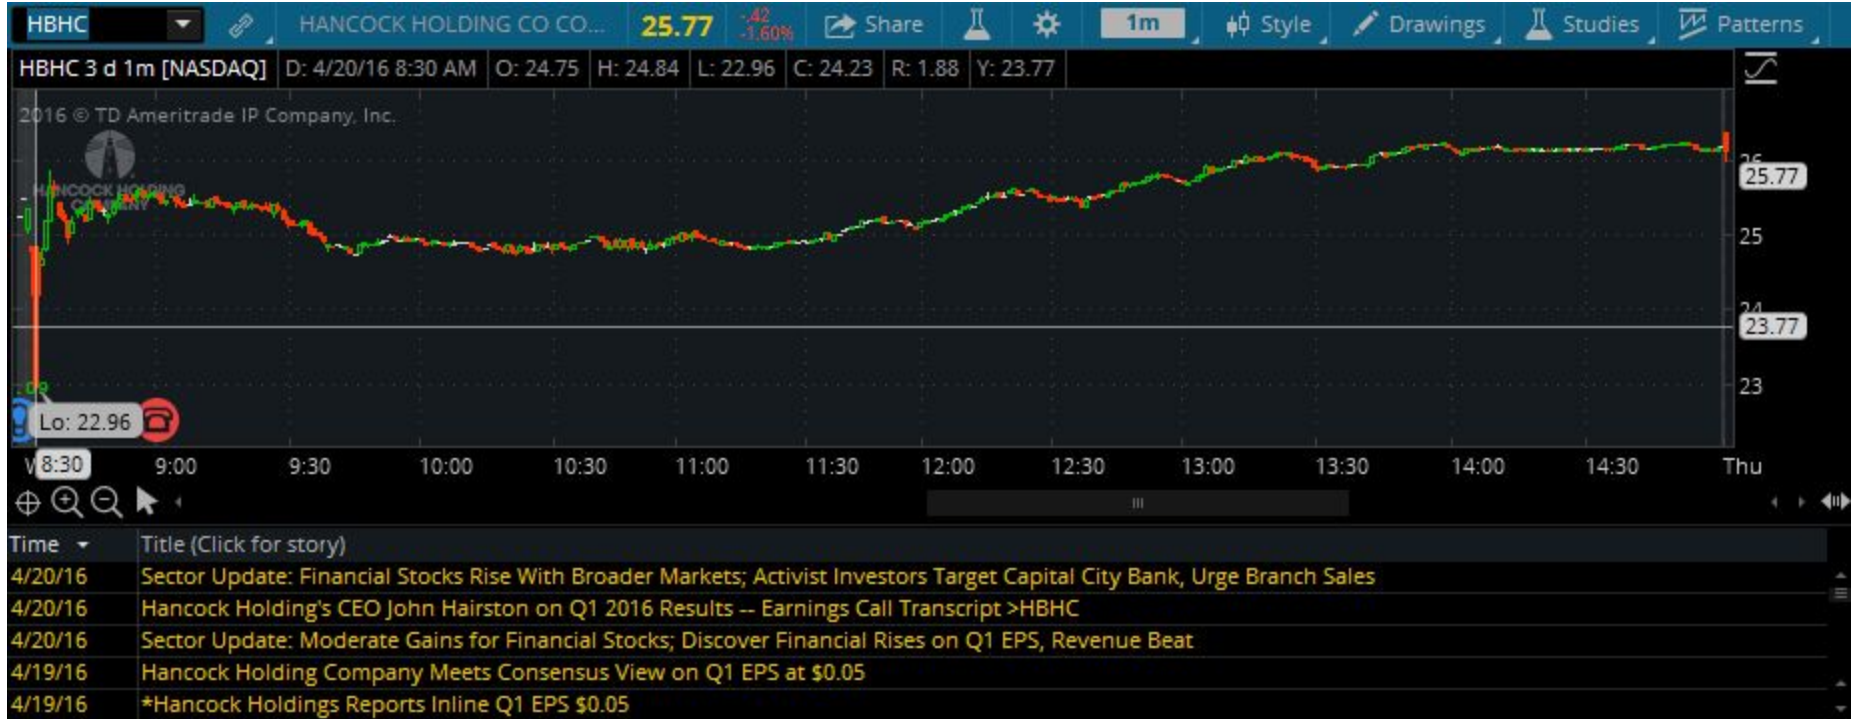 HBHC HANCOCK HOLDING CO CO... 25.77 -.42 -1.60% Share 1m Style Drawings Studies Patterns
HBHC 3 d 1m [NASDAQ] D: 4/20/16 8:30 AM O: 24.75 H: 24.84 L: 22.96 C: 24.23 R: 1.88 Y: 23.77
2016 © TD Ameritrade IP Company, Inc.
HANCOCK HOLDING
COMPANY
26
25.77
25
24
23.77
23
.09
Lo: 22.96
8:30 9:00 9:30 10:00 10:30 11:00 11:30 12:00 12:30 13:00 13:30 14:00 14:30 Thu
Time Title (Click for story)
4/20/16 Sector Update: Financial Stocks Rise With Broader Markets; Activist Investors Target Capital City Bank, Urge Branch Sales
4/20/16 Hancock Holding's CEO John Hairston on Q1 2016 Results -- Earnings Call Transcript >HBHC
4/20/16 Sector Update: Moderate Gains for Financial Stocks; Discover Financial Rises on Q1 EPS, Revenue Beat
4/19/16 Hancock Holding Company Meets Consensus View on Q1 EPS at $0.05
4/19/16 *Hancock Holdings Reports Inline Q1 EPS $0.05